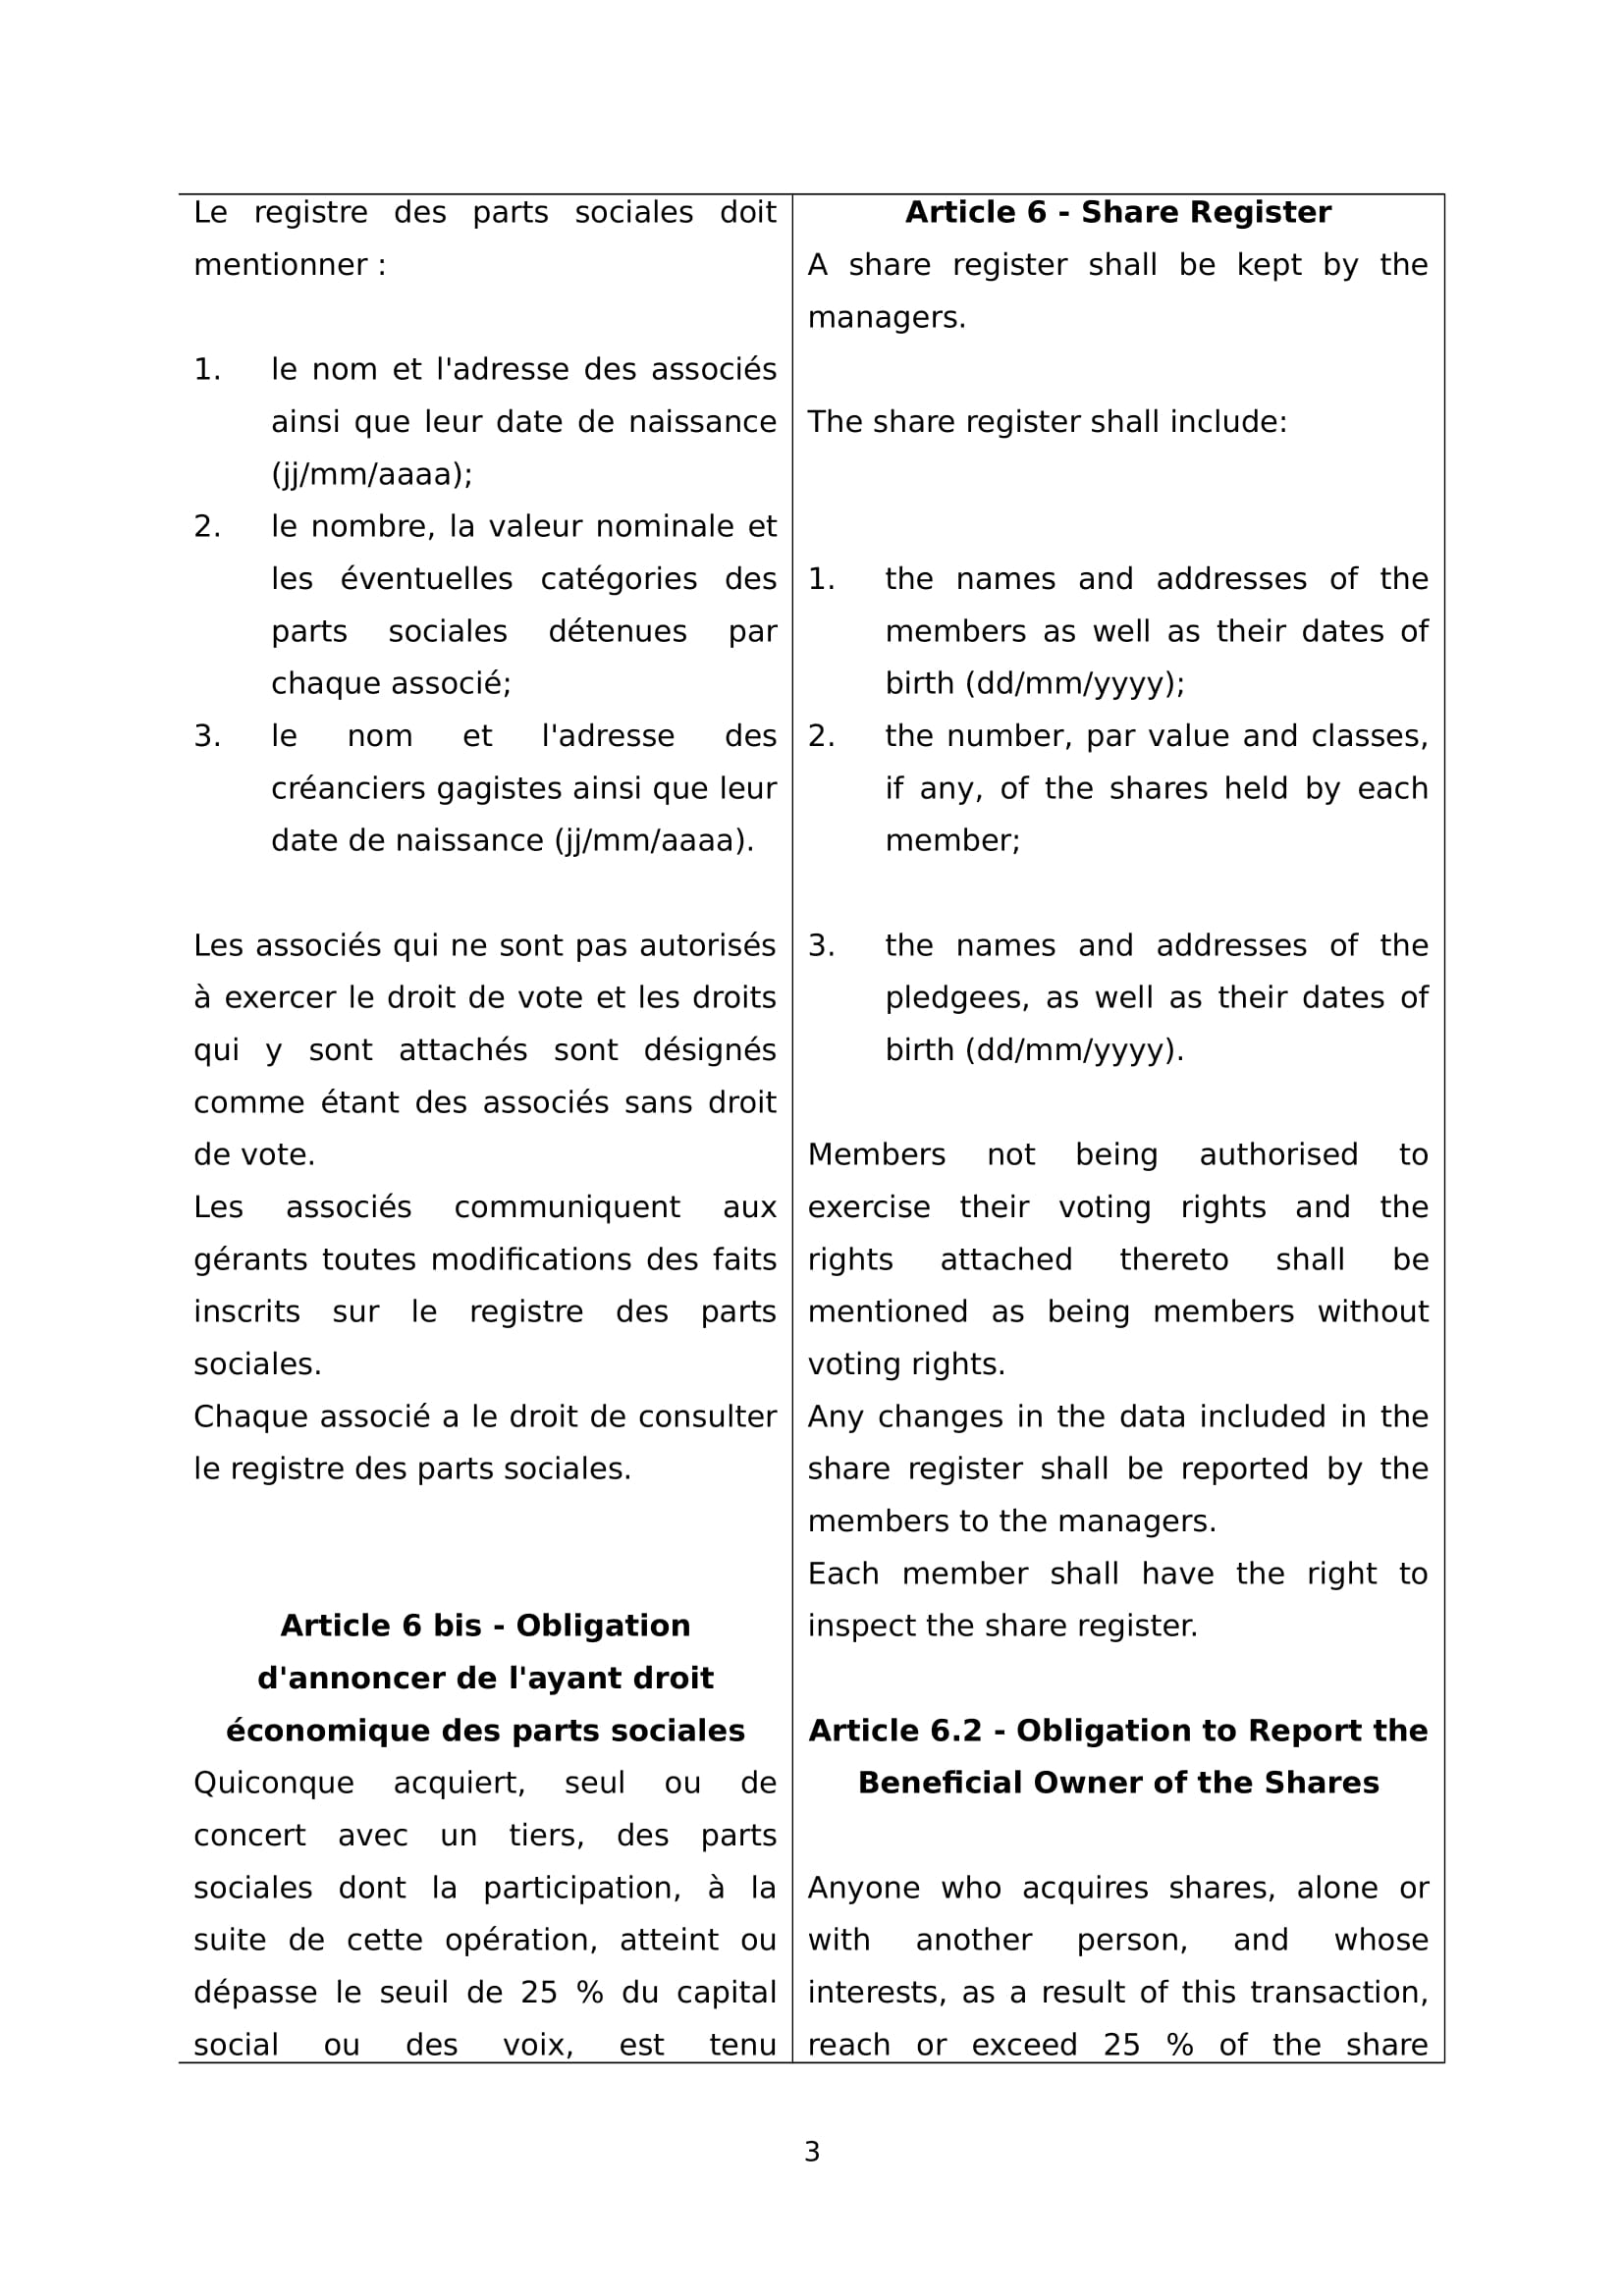 Le registre des parts sociales doit
mentionner :
1. le nom et l'adresse des associés
ainsi que leur date de naissance
(jj/mm/aaaa);
2. le nombre, la valeur nominale et
les éventuelles catégories des
parts sociales détenues par
chaque associé;
3. le nom et l'adresse des
créanciers gagistes ainsi que leur
date de naissance (jj/mm/aaaa).
Les associés qui ne sont pas autorisés
à exercer le droit de vote et les droits
qui y sont attachés sont désignés
comme étant des associés sans droit
de vote.
Les associés communiquent aux
gérants toutes modifications des faits
inscrits sur le registre des parts
sociales.
Chaque associé a le droit de consulter
le registre des parts sociales.
Article 6 bis - Obligation
d'annoncer de l'ayant droit
économique des parts sociales
Quiconque acquiert, seul ou de
concert avec un tiers, des parts
sociales dont la participation, à la
suite de cette opération, atteint ou
dépasse le seuil de 25 % du capital
social ou des voix, est tenu
Article 6 - Share Register
A share register shall be kept by the
managers.
The share register shall include:
1. the names and addresses of the
members as well as their dates of
birth (dd/mm/yyyy);
2. the number, par value and classes,
if any, of the shares held by each
member;
3. the names and addresses of the
pledgees, as well as their dates of
birth (dd/mm/yyyy).
Members not being authorised to
exercise their voting rights and the
rights attached thereto shall be
mentioned as being members without
voting rights.
Any changes in the data included in the
share register shall be reported by the
members to the managers.
Each member shall have the right to
inspect the share register.
Article 6.2 - Obligation to Report the
Beneficial Owner of the Shares
Anyone who acquires shares, alone or
with another person, and whose
interests, as a result of this transaction,
reach or exceed 25 % of the share
3